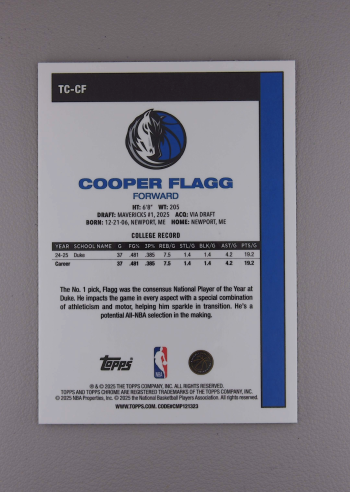 TC-CF
COOPER FLAGG
FORWARD
HT: 6'8" WT: 205
DRAFT: MAVERICKS #1, 2025 ACQ: VIA DRAFT
BORN: 12-21-06, NEWPORT, ME HOME: NEWPORT, ME
COLLEGE RECORD
YEAR SCHOOL NAME G FG% 3P% REB/G STL/G BLK/G AST/G PTS/G
24-25 Duke 37 .481 .385 7.5 1.4 1.4 4.2 19.2
Career 37 .481 .385 7.5 1.4 1.4 4.2 19.2
The No. 1 pick, Flagg was the consensus National Player of the Year at
Duke. He impacts the game in every aspect with a special combination
of athleticism and motor, helping him sparkle in transition. He's a
potential All-NBA selection in the making.
Topps
NBA
® & © 2025 THE TOPPS COMPANY, INC. ALL RIGHTS RESERVED.
TOPPS AND TOPPS CHROME ARE REGISTERED TRADEMARKS OF THE TOPPS COMPANY, INC.
© 2025 NBA Properties, Inc. © 2025 the National Basketball Players Association. All rights reserved.
WWW.TOPPS.COM. CODE#CMP121323